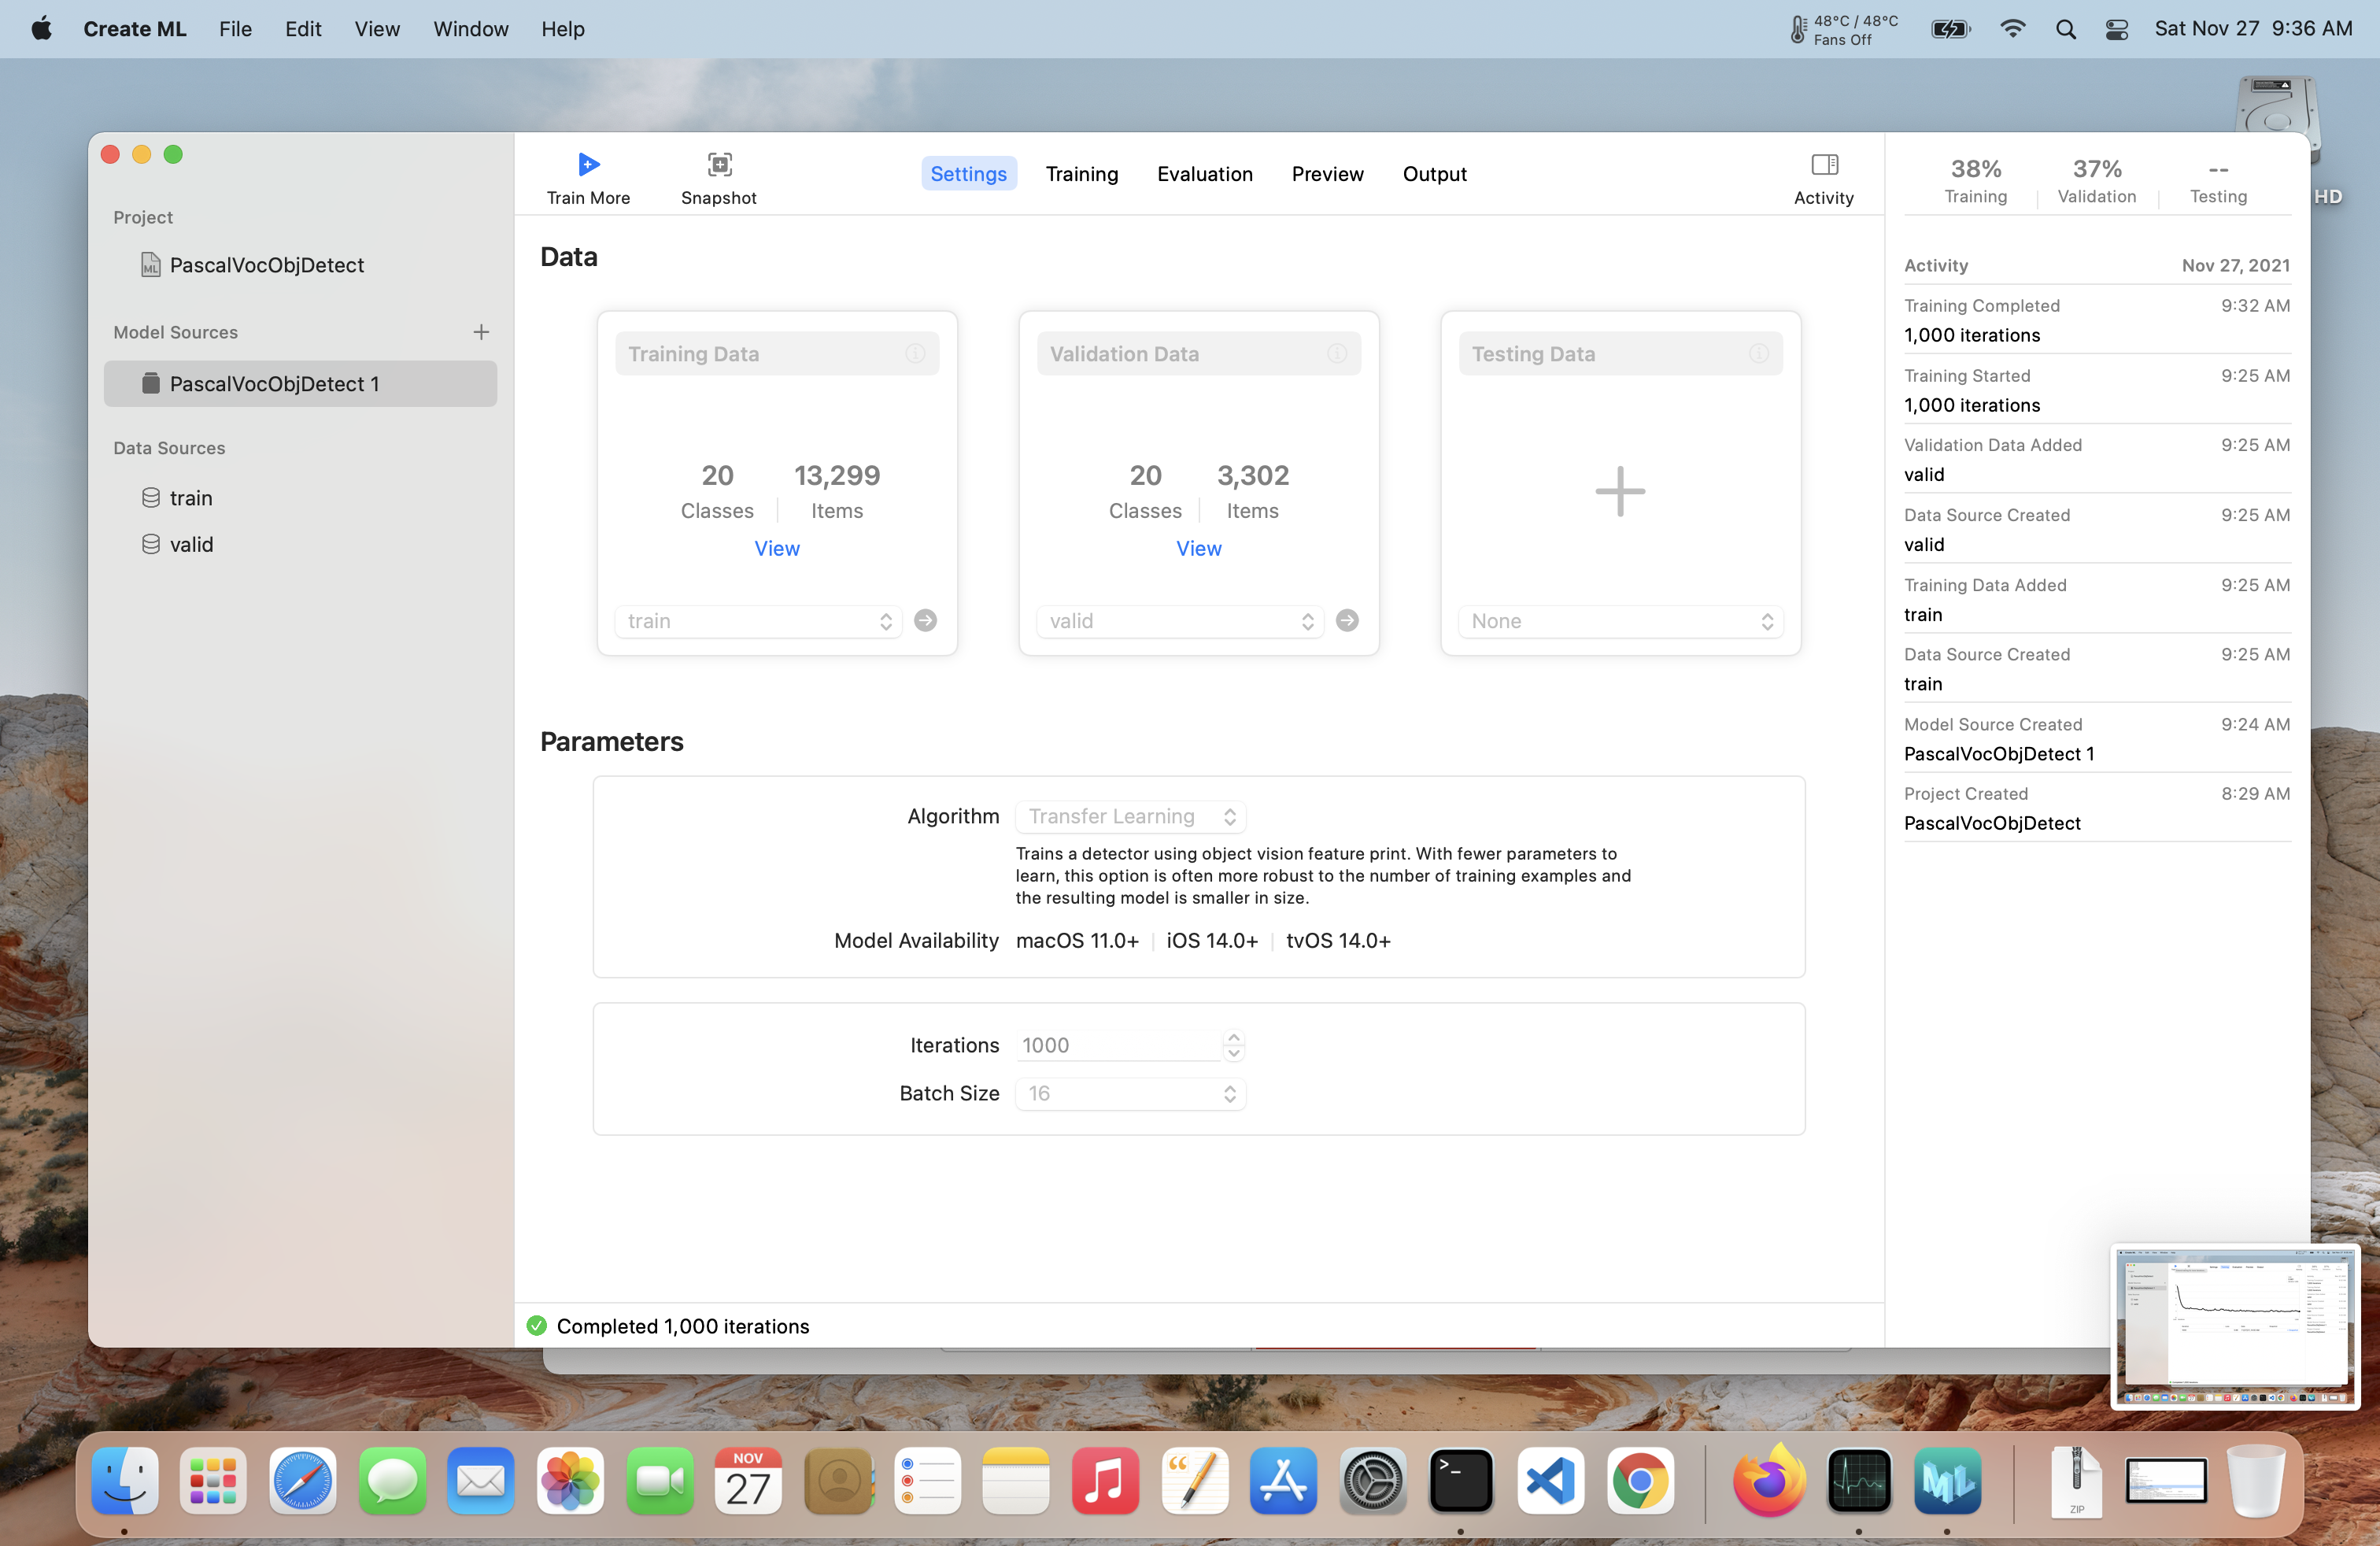 Create ML File Edit View Window Help
48°C / 48°C
Fans Off
Sat Nov 27 9:36 AM
HD
Project
PascalVocObjDetect
Model Sources
PascalVocObjDetect 1
Data Sources
train
valid
Train More
Snapshot
Settings Training Evaluation Preview Output
Activity
Data
Training Data
20 13,299
Classes Items
View
train
Validation Data
20 3,302
Classes Items
View
valid
Testing Data
None
Parameters
Algorithm Transfer Learning
Trains a detector using object vision feature print. With fewer parameters to
learn, this option is often more robust to the number of training examples and
the resulting model is smaller in size.
Model Availability macOS 11.0+ iOS 14.0+ tvOS 14.0+
Iterations 1000
Batch Size 16
Completed 1,000 iterations
38% 37% --
Training Validation Testing
Activity Nov 27, 2021
Training Completed 9:32 AM
1,000 iterations
Training Started 9:25 AM
1,000 iterations
Validation Data Added 9:25 AM
valid
Data Source Created 9:25 AM
valid
Training Data Added 9:25 AM
train
Data Source Created 9:25 AM
train
Model Source Created 9:24 AM
PascalVocObjDetect 1
Project Created 8:29 AM
PascalVocObjDetect
NOV
27
ML
ZIP